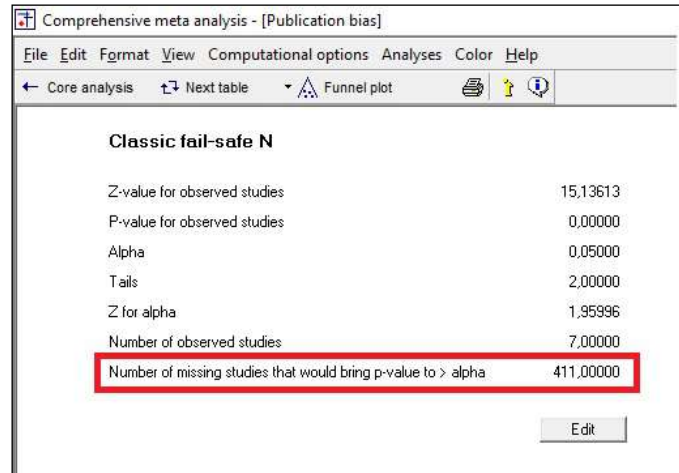 Comprehensive meta analysis - [Publication bias]
File Edit Format View Computational options Analyses Color Help
← Core analysis Next table Funnel plot
Classic fail-safe N
Z-value for observed studies 15,13613
P-value for observed studies 0,00000
Alpha 0,05000
Tails 2,00000
Z for alpha 1,95996
Number of observed studies 7,00000
Number of missing studies that would bring p-value to > alpha 411,00000
Edit